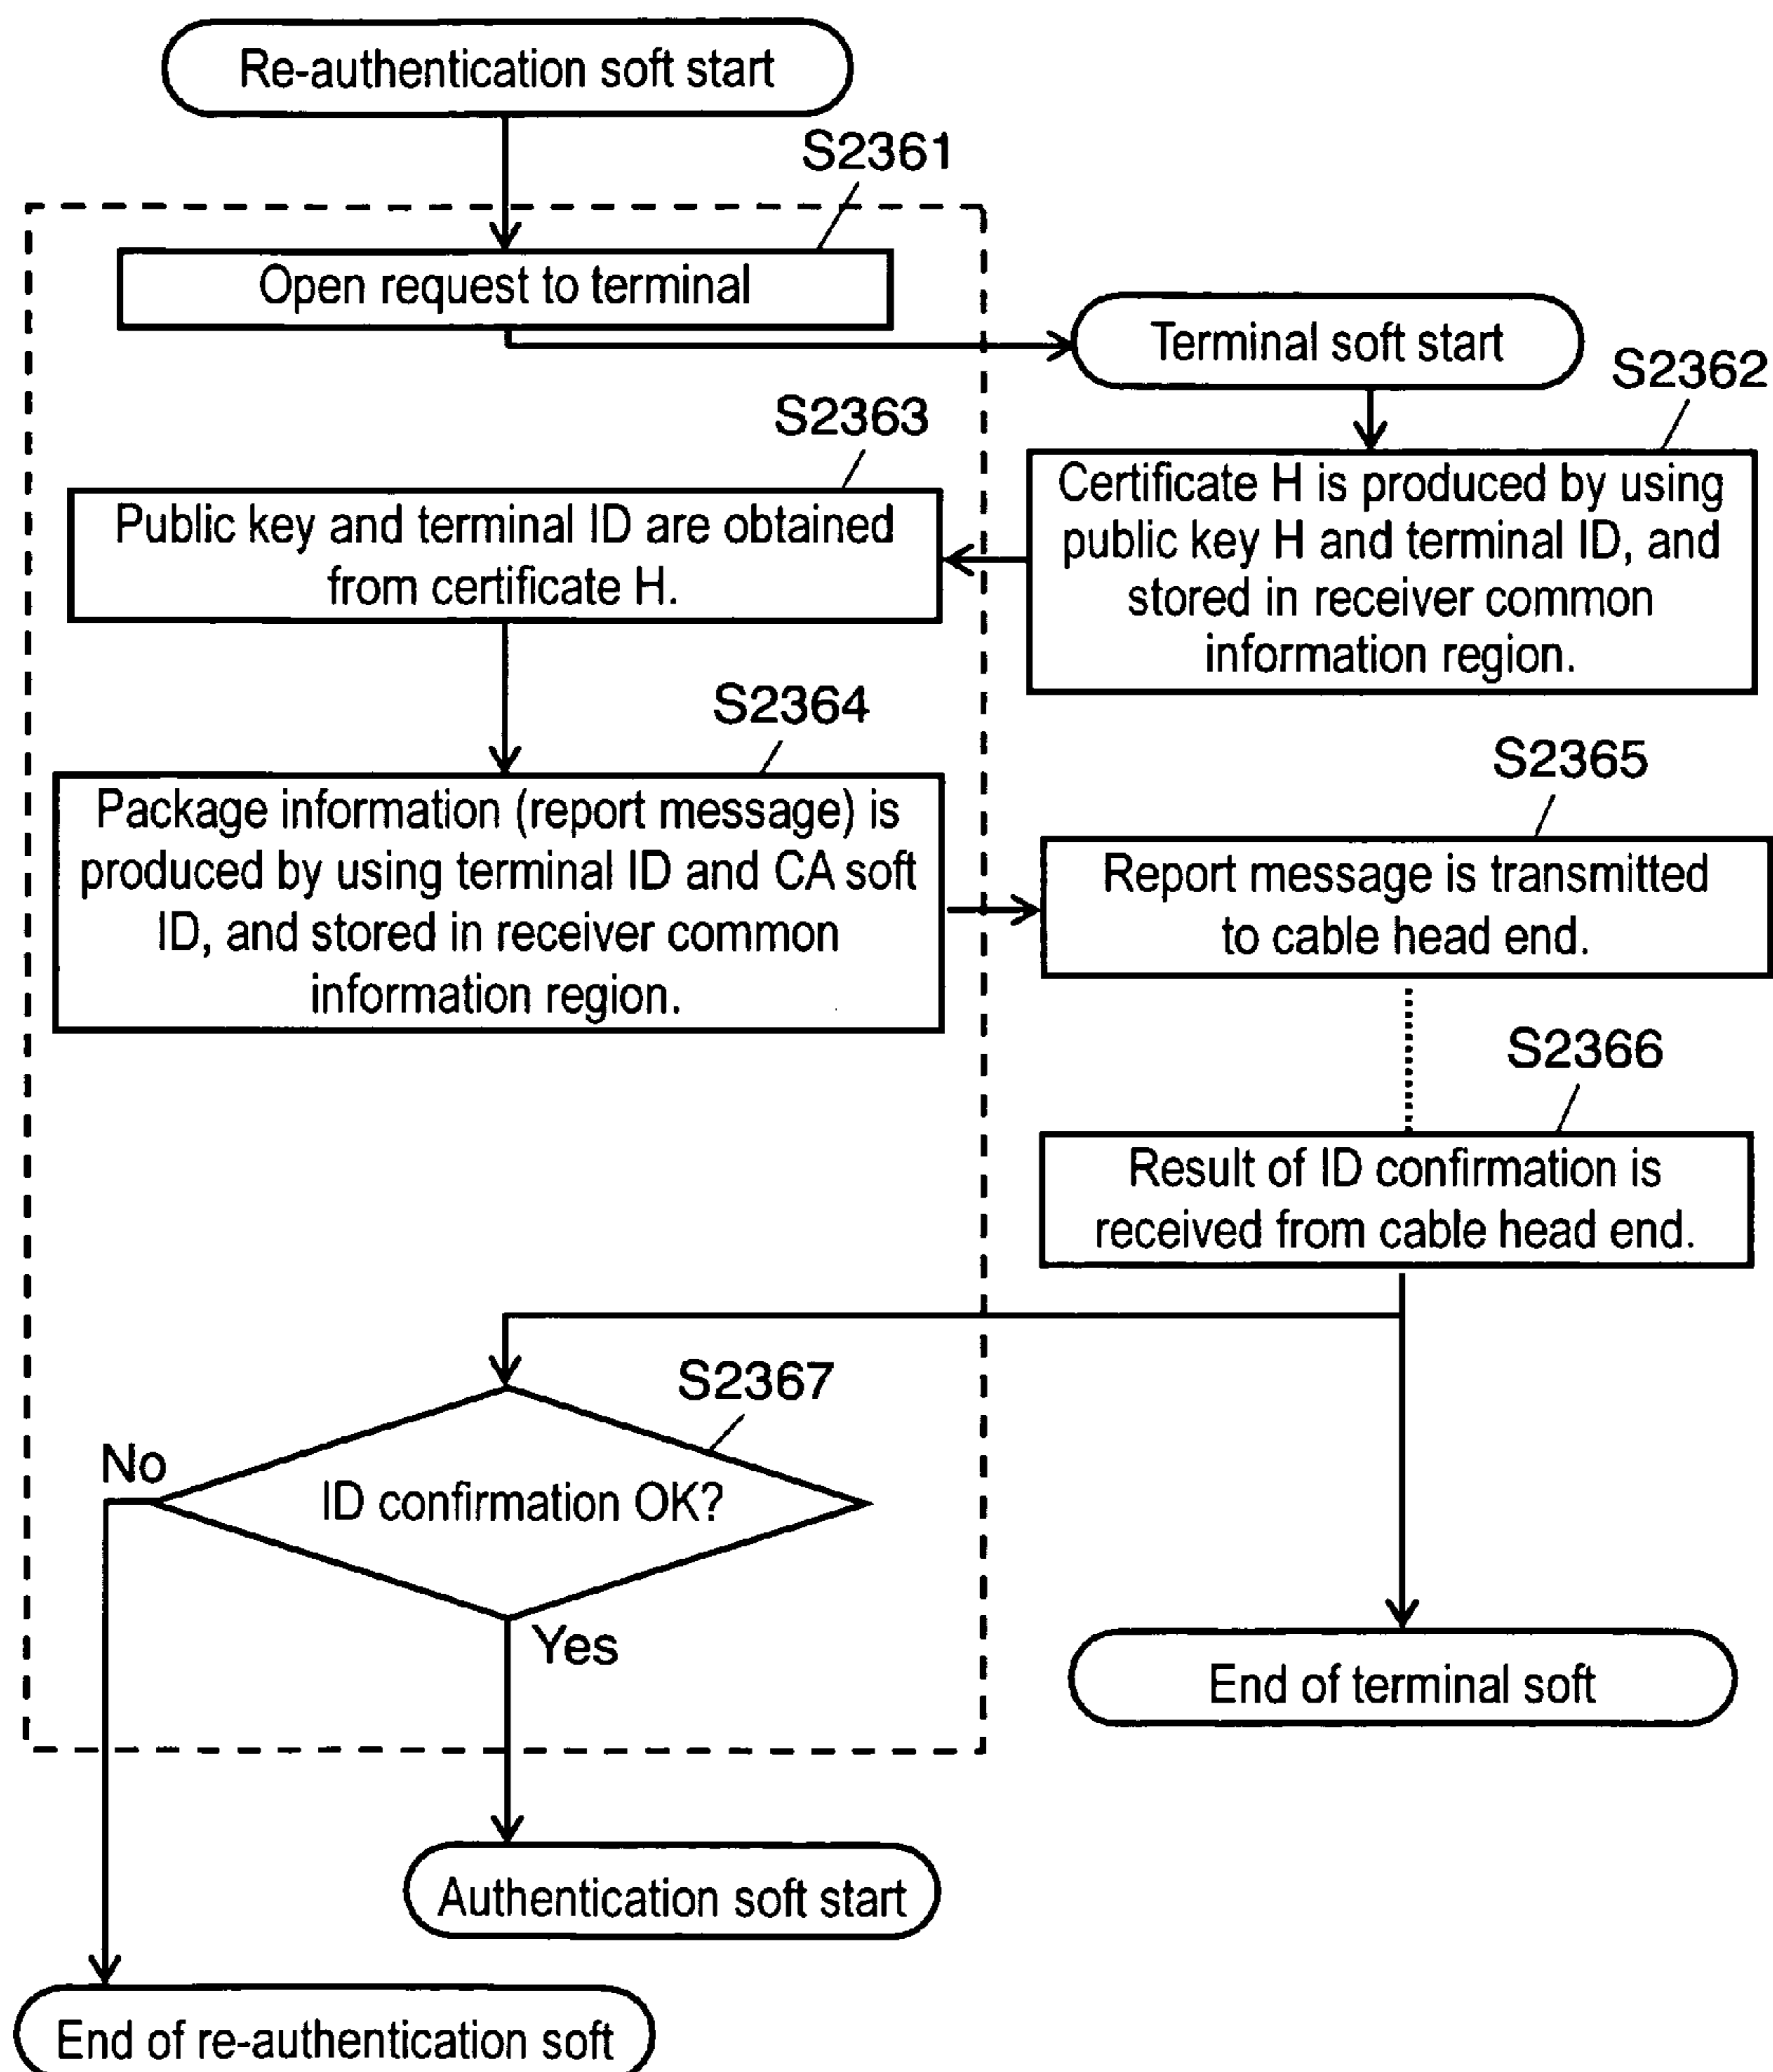 Re-authentication soft start
S2361
Open request to terminal
Terminal soft start
S2362
Certificate H is produced by using
public key H and terminal ID, and
stored in receiver common
information region.
S2363
Public key and terminal ID are obtained
from certificate H.
S2364
Package information (report message) is
produced by using terminal ID and CA soft
ID, and stored in receiver common
information region.
S2365
Report message is transmitted
to cable head end.
S2366
Result of ID confirmation is
received from cable head end.
S2367
ID confirmation OK?
No
Yes
End of terminal soft
Authentication soft start
End of re-authentication soft